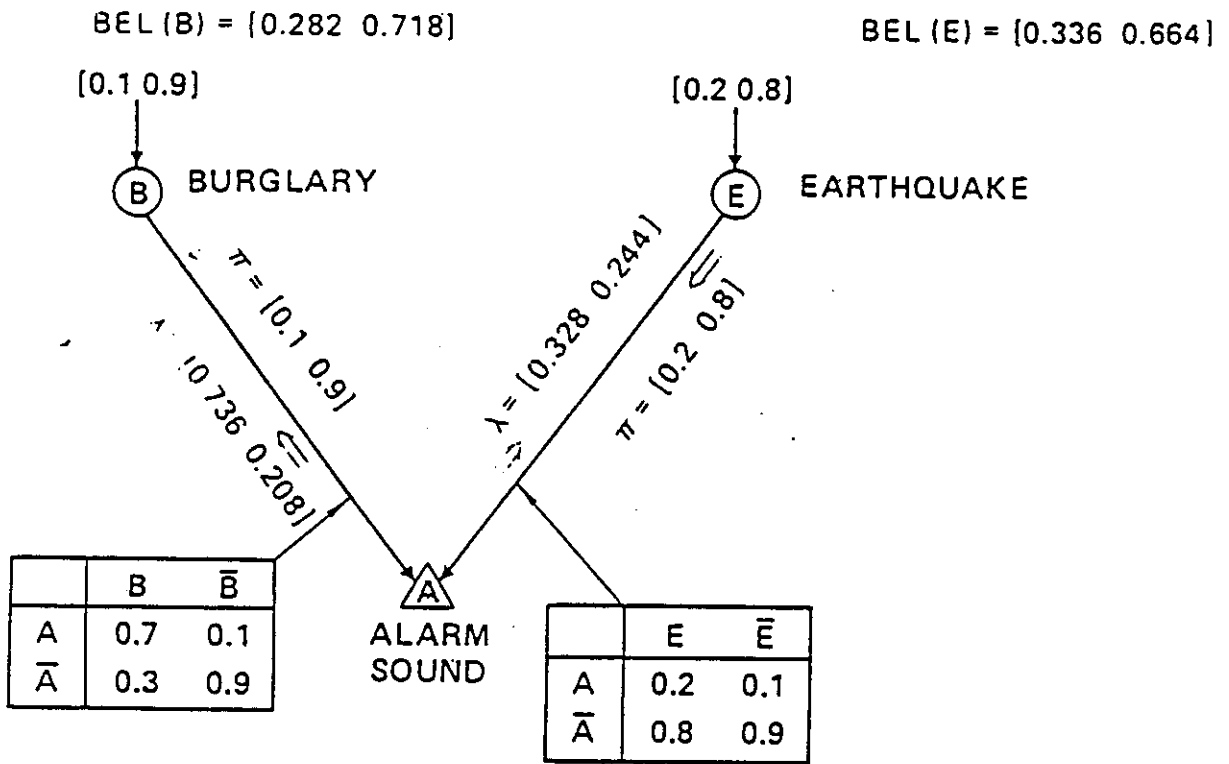 BEL (B) = [0.282 0.718]
BEL (E) = [0.336 0.664]
[0.1 0.9]
[0.2 0.8]
B
BURGLARY
E
EARTHQUAKE
π = [0.1 0.9]
0.736 0.208]
λ = [0.328 0.244]
π = [0.2 0.8]
A
ALARM
SOUND
B B̅
A 0.7 0.1
A̅ 0.3 0.9
E E̅
A 0.2 0.1
A̅ 0.8 0.9